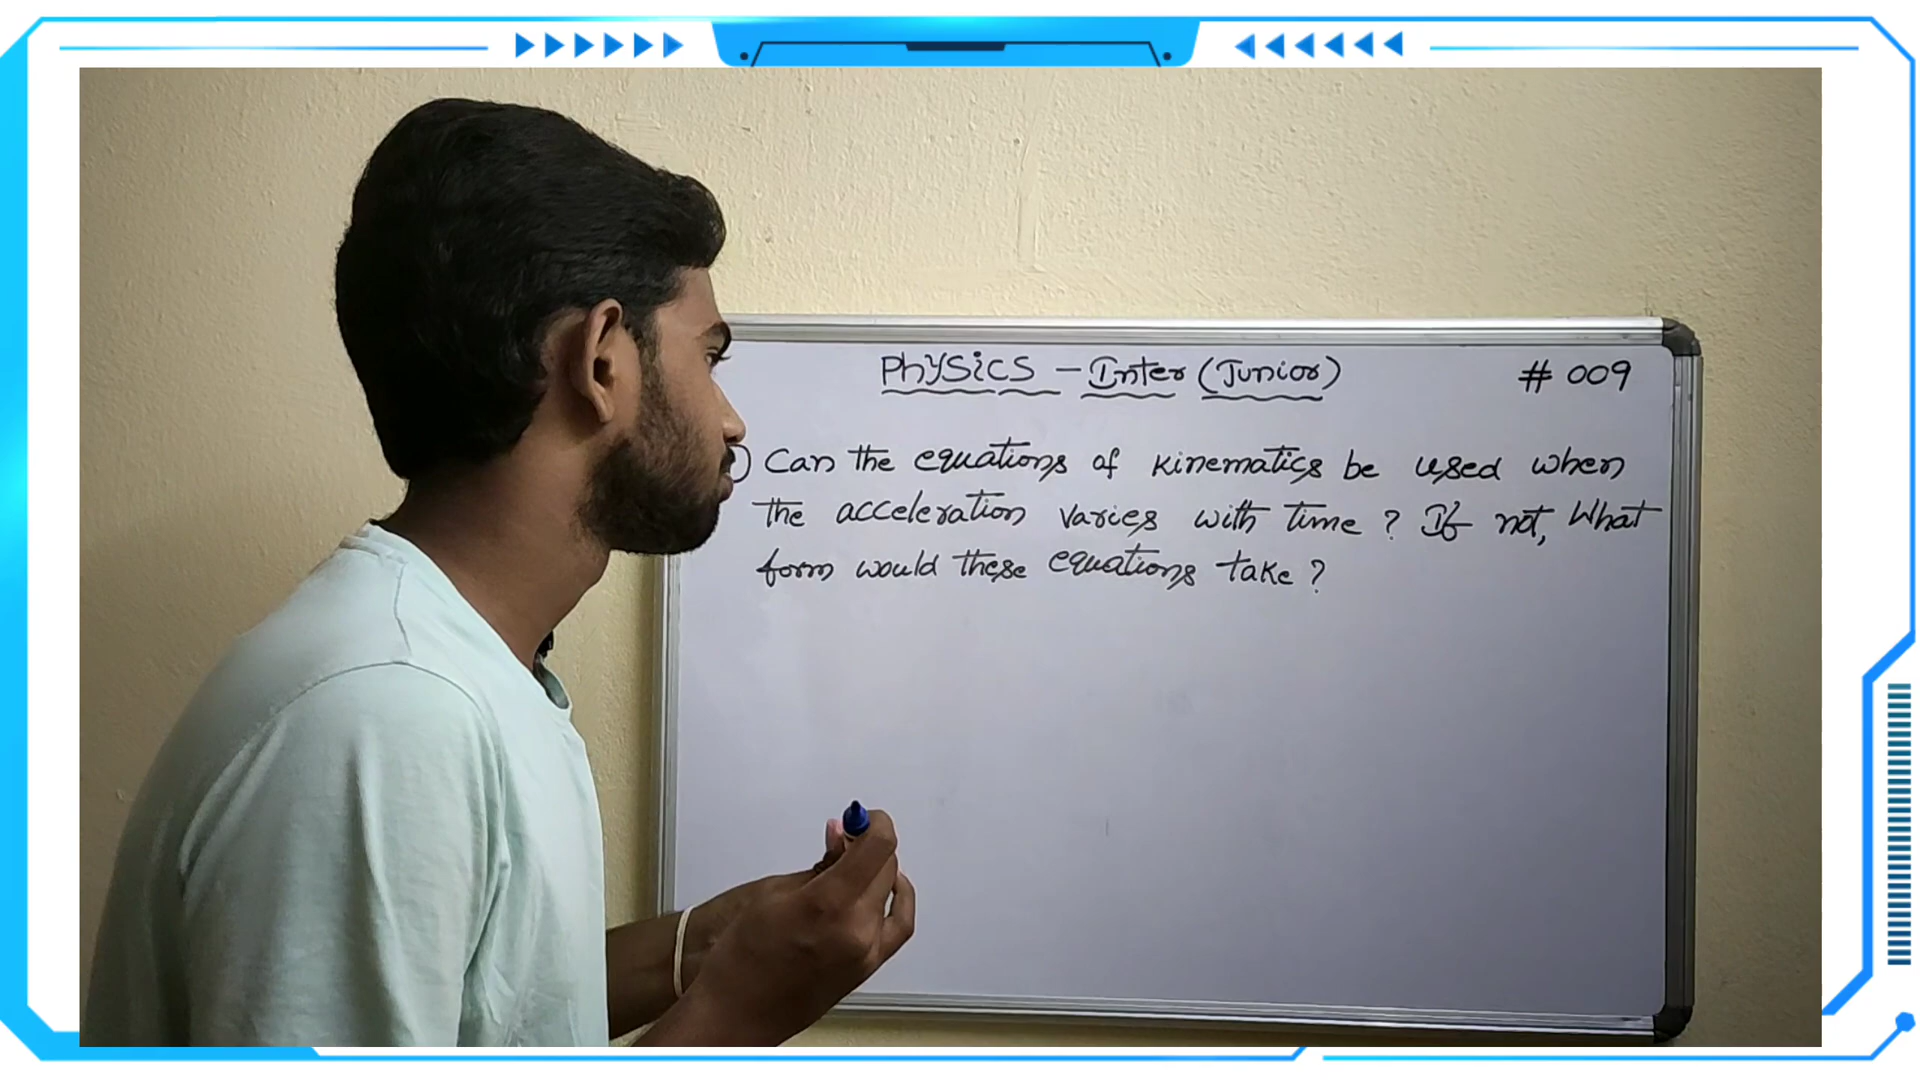 Physics - Inter (Junior) # 009
) Can the equations of kinematics be used when
the acceleration varies with time ? If not, What
form would these equations take ?